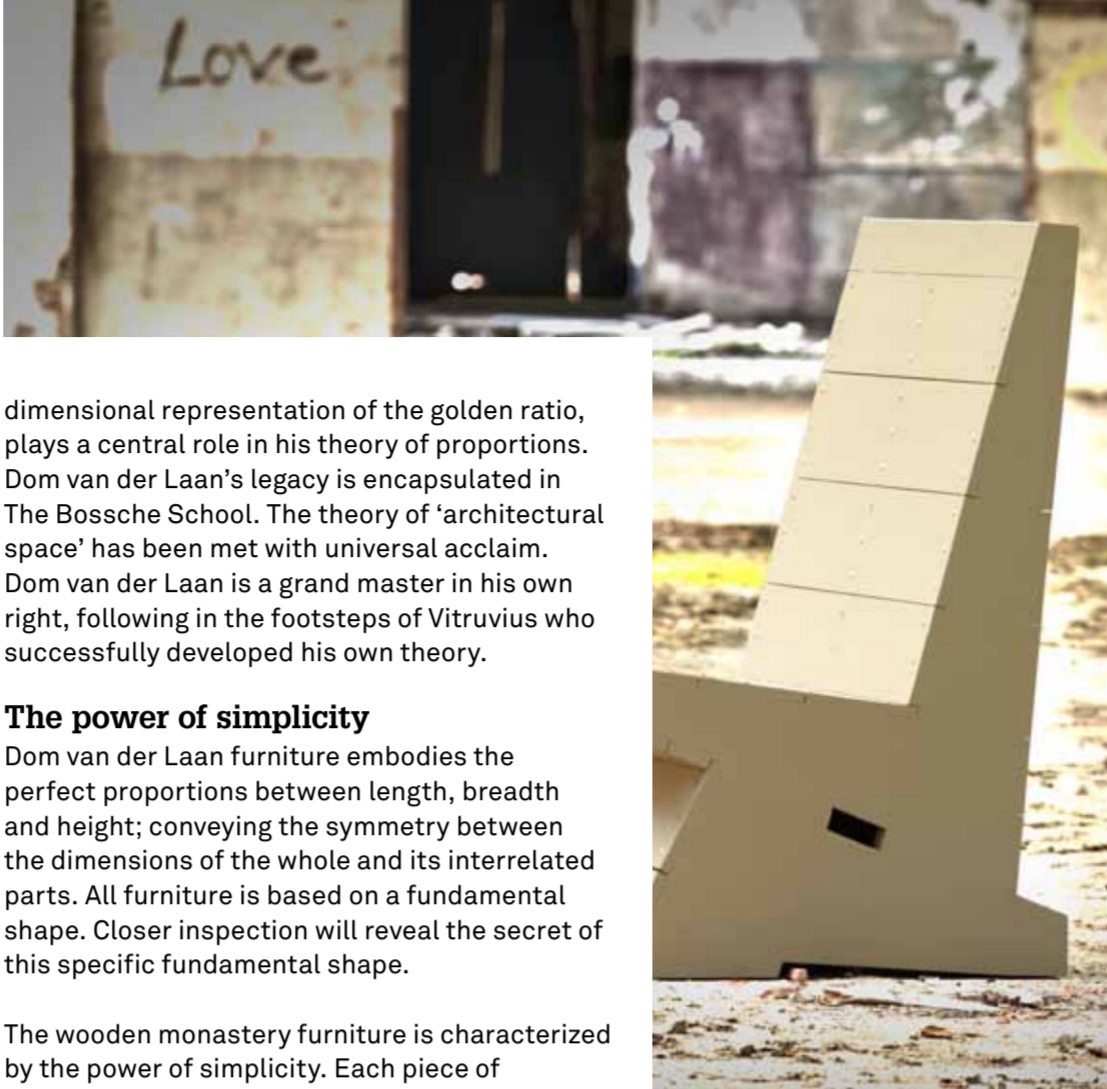 Love
dimensional representation of the golden ratio,
plays a central role in his theory of proportions.
Dom van der Laan’s legacy is encapsulated in
The Bossche School. The theory of ‘architectural
space’ has been met with universal acclaim.
Dom van der Laan is a grand master in his own
right, following in the footsteps of Vitruvius who
successfully developed his own theory.
The power of simplicity
Dom van der Laan furniture embodies the
perfect proportions between length, breadth
and height; conveying the symmetry between
the dimensions of the whole and its interrelated
parts. All furniture is based on a fundamental
shape. Closer inspection will reveal the secret of
this specific fundamental shape.
The wooden monastery furniture is characterized
by the power of simplicity. Each piece of